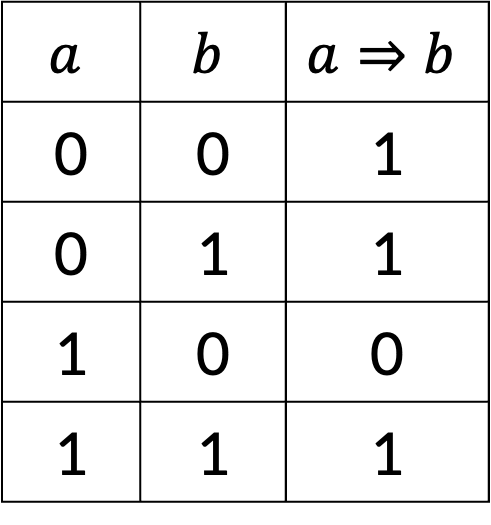 a b a ⇒ b
0 0 1
0 1 1
1 0 0
1 1 1